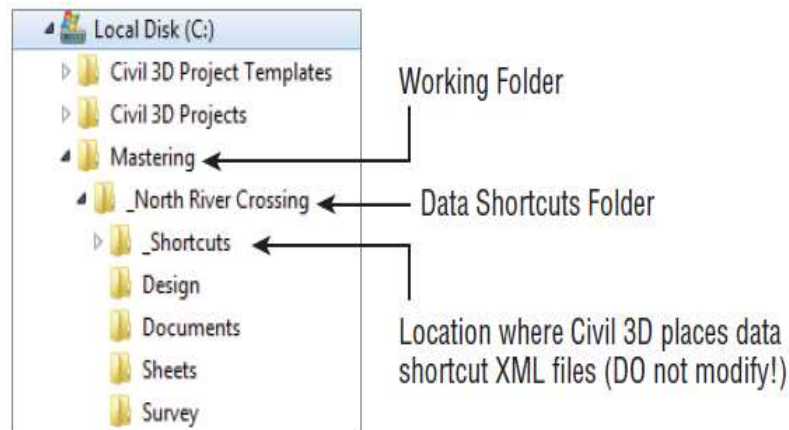 Local Disk (C:)
Civil 3D Project Templates
Civil 3D Projects
Mastering
_North River Crossing
_Shortcuts
Design
Documents
Sheets
Survey
Working Folder
Data Shortcuts Folder
Location where Civil 3D places data
shortcut XML files (DO not modify!)